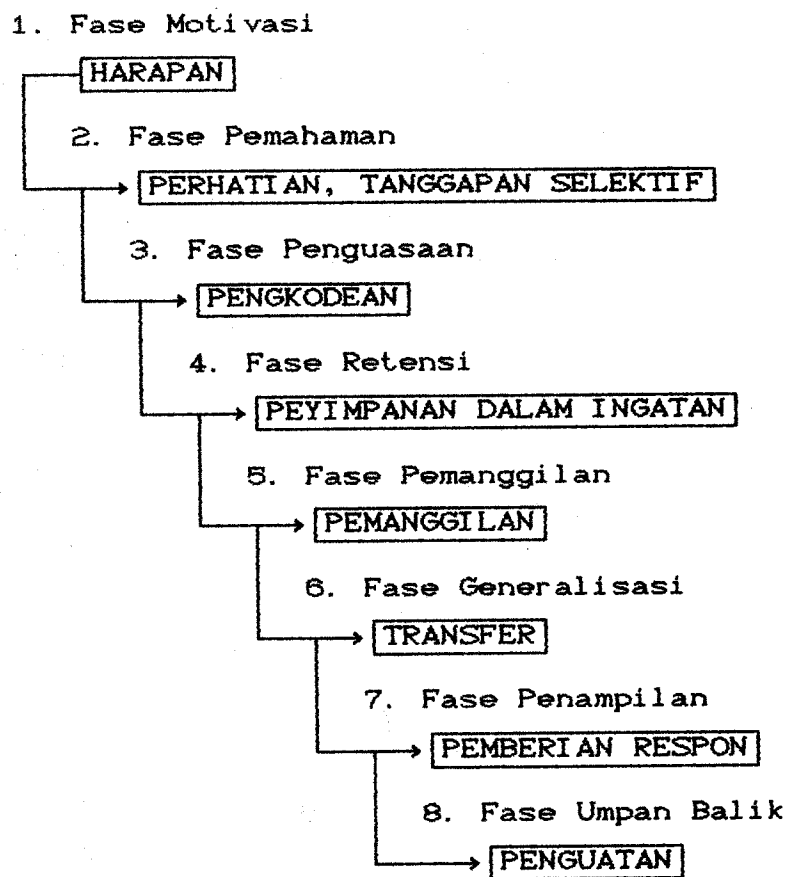 1. Fase Motivasi
HARAPAN
2. Fase Pemahaman
PERHATIAN, TANGGAPAN SELEKTIF
3. Fase Penguasaan
PENGKODEAN
4. Fase Retensi
PEYIMPANAN DALAM INGATAN
5. Fase Pemanggilan
PEMANGGILAN
6. Fase Generalisasi
TRANSFER
7. Fase Penampilan
PEMBERIAN RESPON
8. Fase Umpan Balik
PENGUATAN